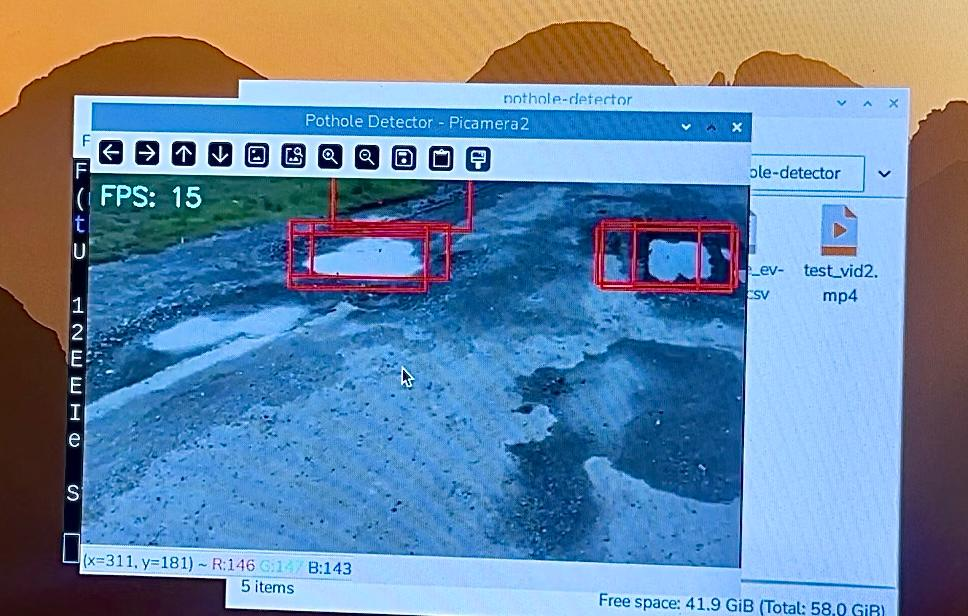 pothole-detector
Pothole Detector - Picamera2
F
F
(
t
U
1
2
E
E
I
e
S
FPS: 15
ole-detector
_ev-
csv
test_vid2.
mp4
(x=311, y=181) ~ R:146 G:147 B:143
5 items
Free space: 41.9 GiB (Total: 58.0 GiB)